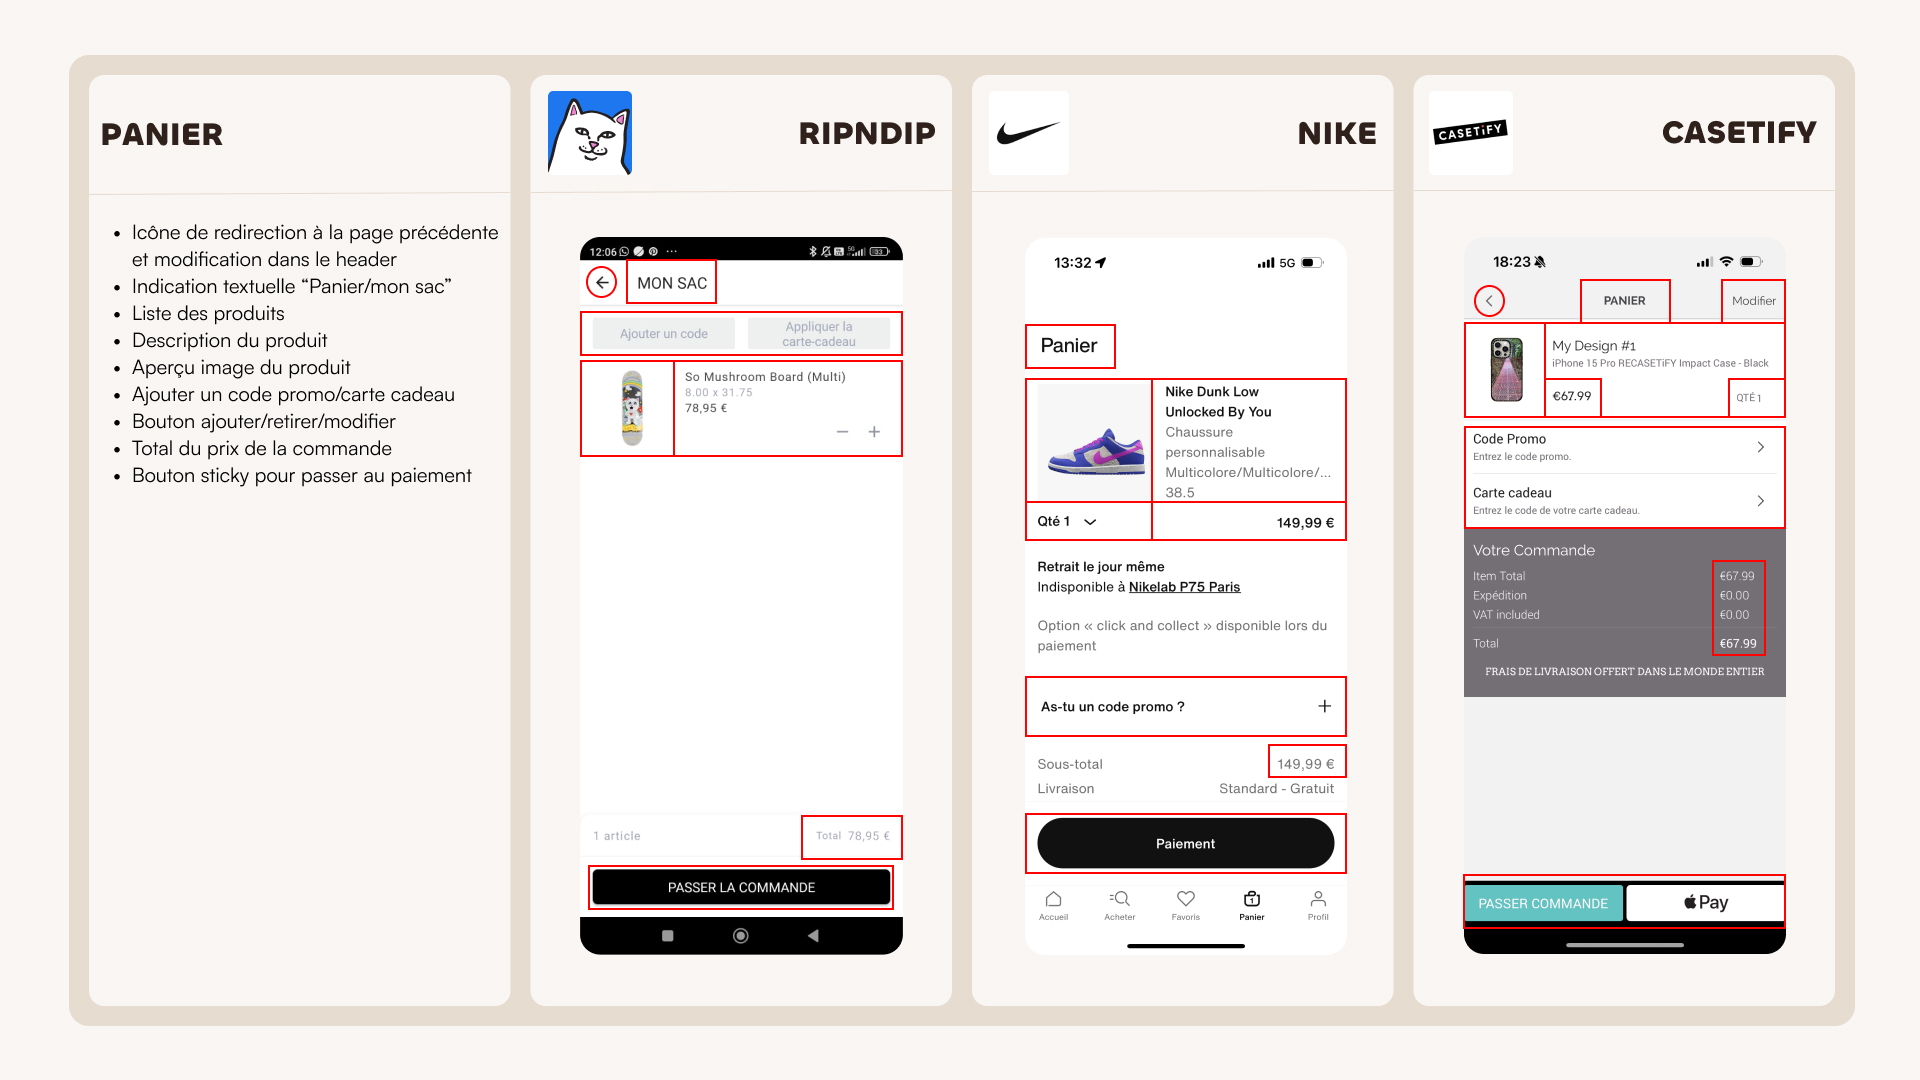 PANIER
• Icône de redirection à la page précédente
et modification dans le header
• Indication textuelle “Panier/mon sac”
• Liste des produits
• Description du produit
• Aperçu image du produit
• Ajouter un code promo/carte cadeau
• Bouton ajouter/retirer/modifier
• Total du prix de la commande
• Bouton sticky pour passer au paiement
RIPNDIP
12:06
MON SAC
Ajouter un code
Appliquer la
carte-cadeau
So Mushroom Board (Multi)
8.00 x 31.75
78,95 €
1 article
Total 78,95 €
PASSER LA COMMANDE
NIKE
13:32
5G
Panier
Nike Dunk Low
Unlocked By You
Chaussure
personnalisable
Multicolore/Multicolore/...
38.5
Qté 1
149,99 €
Retrait le jour même
Indisponible à Nikelab P75 Paris
Option « click and collect » disponible lors du
paiement
As-tu un code promo ?
Sous-total 149,99 €
Livraison Standard - Gratuit
Paiement
Accueil Acheter Favoris Panier Profil
CASETiFY
CASETIFY
18:23
PANIER
Modifier
My Design #1
iPhone 15 Pro RECASETiFY Impact Case - Black
€67.99
QTÉ 1
Code Promo
Entrez le code promo.
Carte cadeau
Entrez le code de votre carte cadeau.
Votre Commande
Item Total €67.99
Expédition €0.00
VAT included €0.00
Total €67.99
FRAIS DE LIVRAISON OFFERT DANS LE MONDE ENTIER
PASSER COMMANDE
Pay